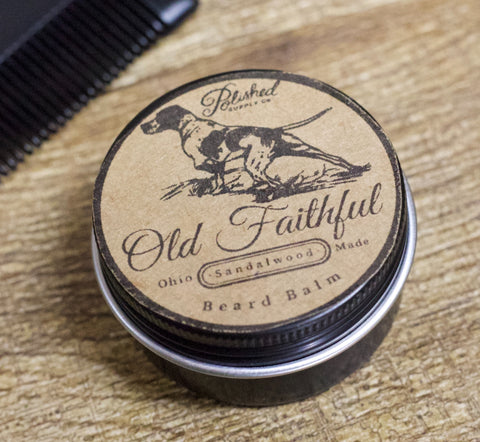 Polished
SUPPLY CO
Old Faithful
Ohio Sandalwood Made
Beard Balm